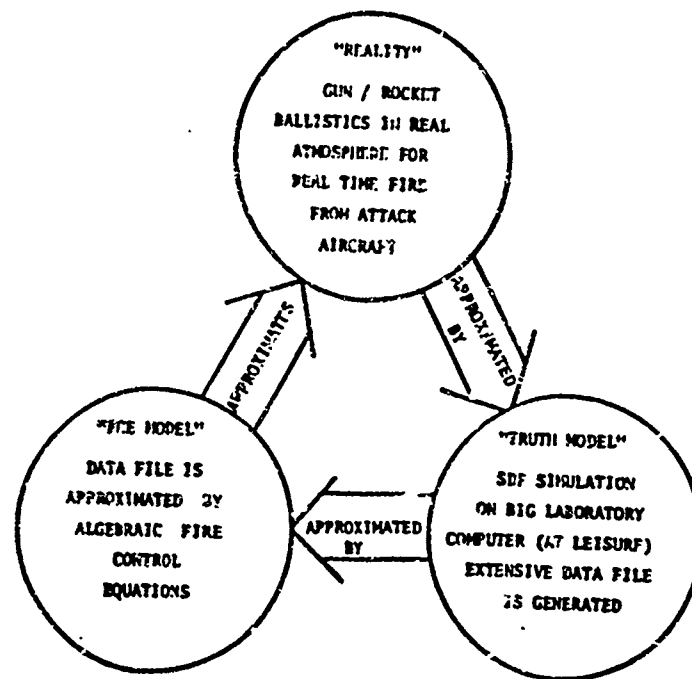 "REALITY"
GUN / ROCKET
BALLISTICS IN REAL
ATMOSPHERE FOR
REAL TIME FIRE
FROM ATTACK
AIRCRAFT
APPROXIMATED
BY
"TRUTH MODEL"
SDF SIMULATION
ON BIG LABORATORY
COMPUTER (AT LEISURF)
EXTENSIVE DATA FILE
IS GENERATED
APPROXIMATED
BY
"FCE MODEL"
DATA FILE IS
APPROXIMATED BY
ALGEBRAIC FIRE
CONTROL
EQUATIONS
APPROXIMATES